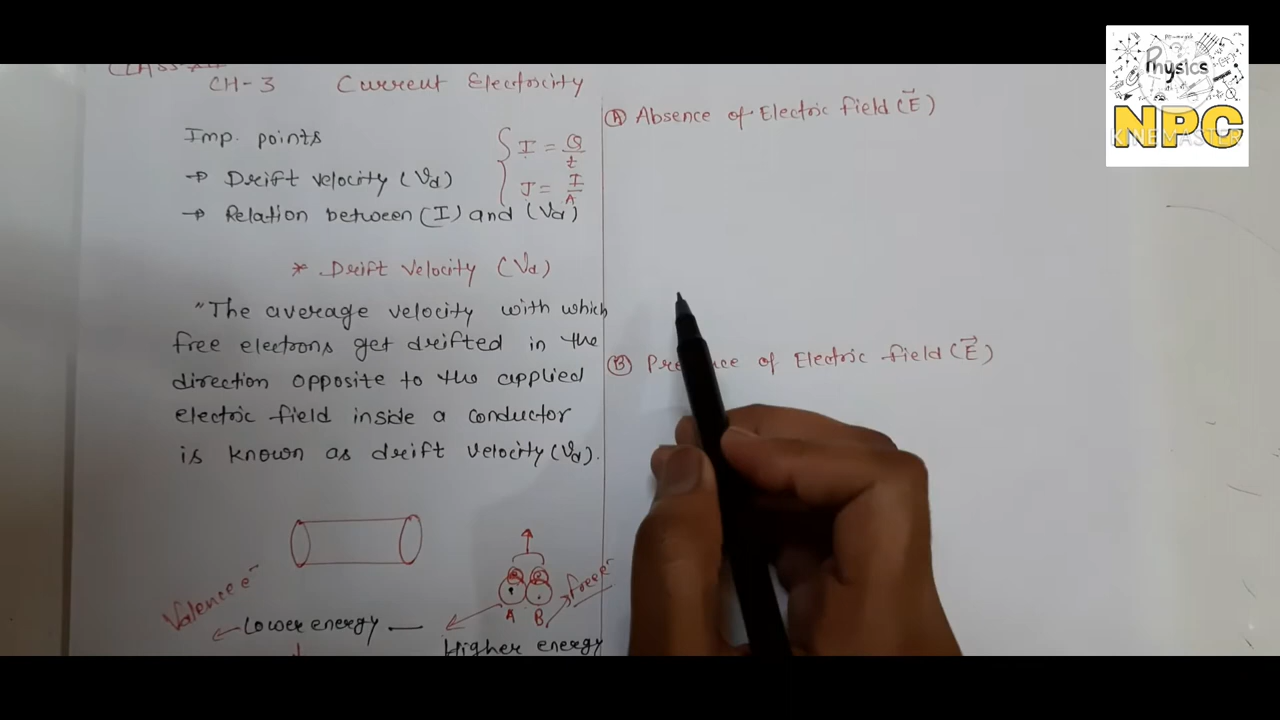 CH-3 Current Electricity
Imp. points
→ Drift velocity (Vd)
→ Relation between (I) and (Vd)
I = Q/t
J = I/A
* Drift Velocity (Vd)
"The average velocity with which
free electrons get drifted in the
direction opposite to the applied
electric field inside a conductor
is known as drift velocity (Vd).
Valence e⁻
Lower energy
A B
free e⁻
Higher energy
Ⓐ Absence of Electric field (E⃗)
Ⓑ of Electric field (E⃗)
Physics
NPC
KINEMASTER